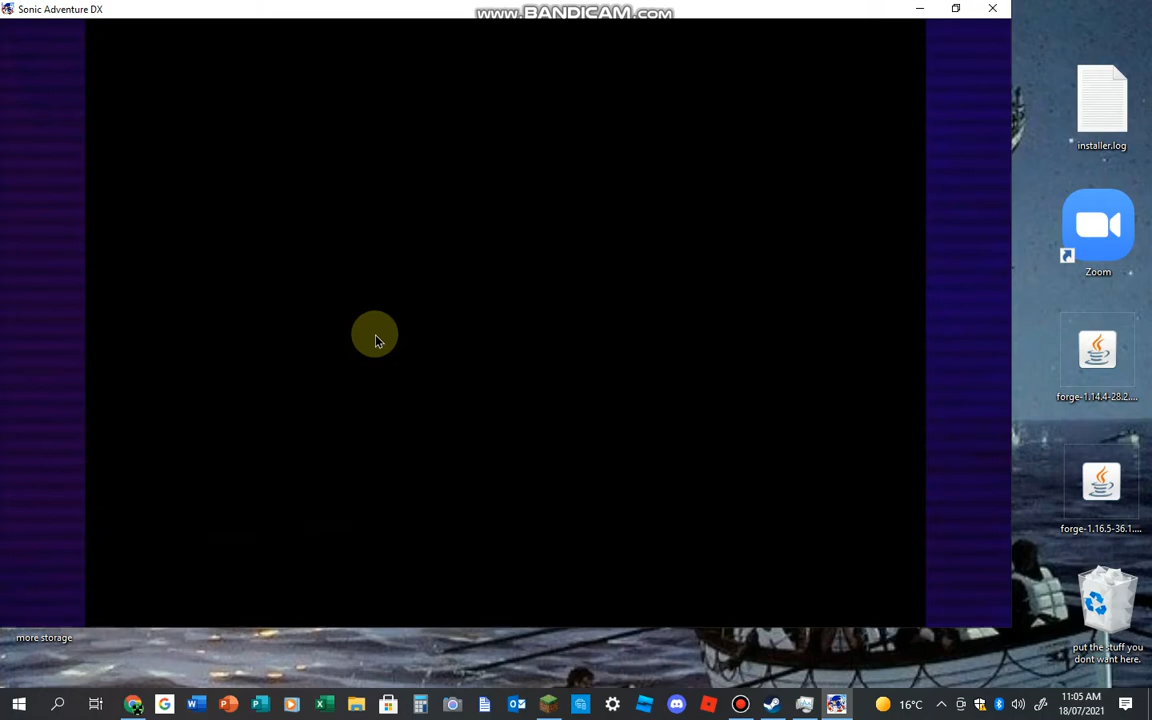 Sonic Adventure DX
www.BANDICAM.com
installer.log
Zoom
forge-1.14.4-28.2....
forge-1.16.5-36.1....
more storage
put the stuff you
dont want here.
16°C
11:05 AM
18/07/2021